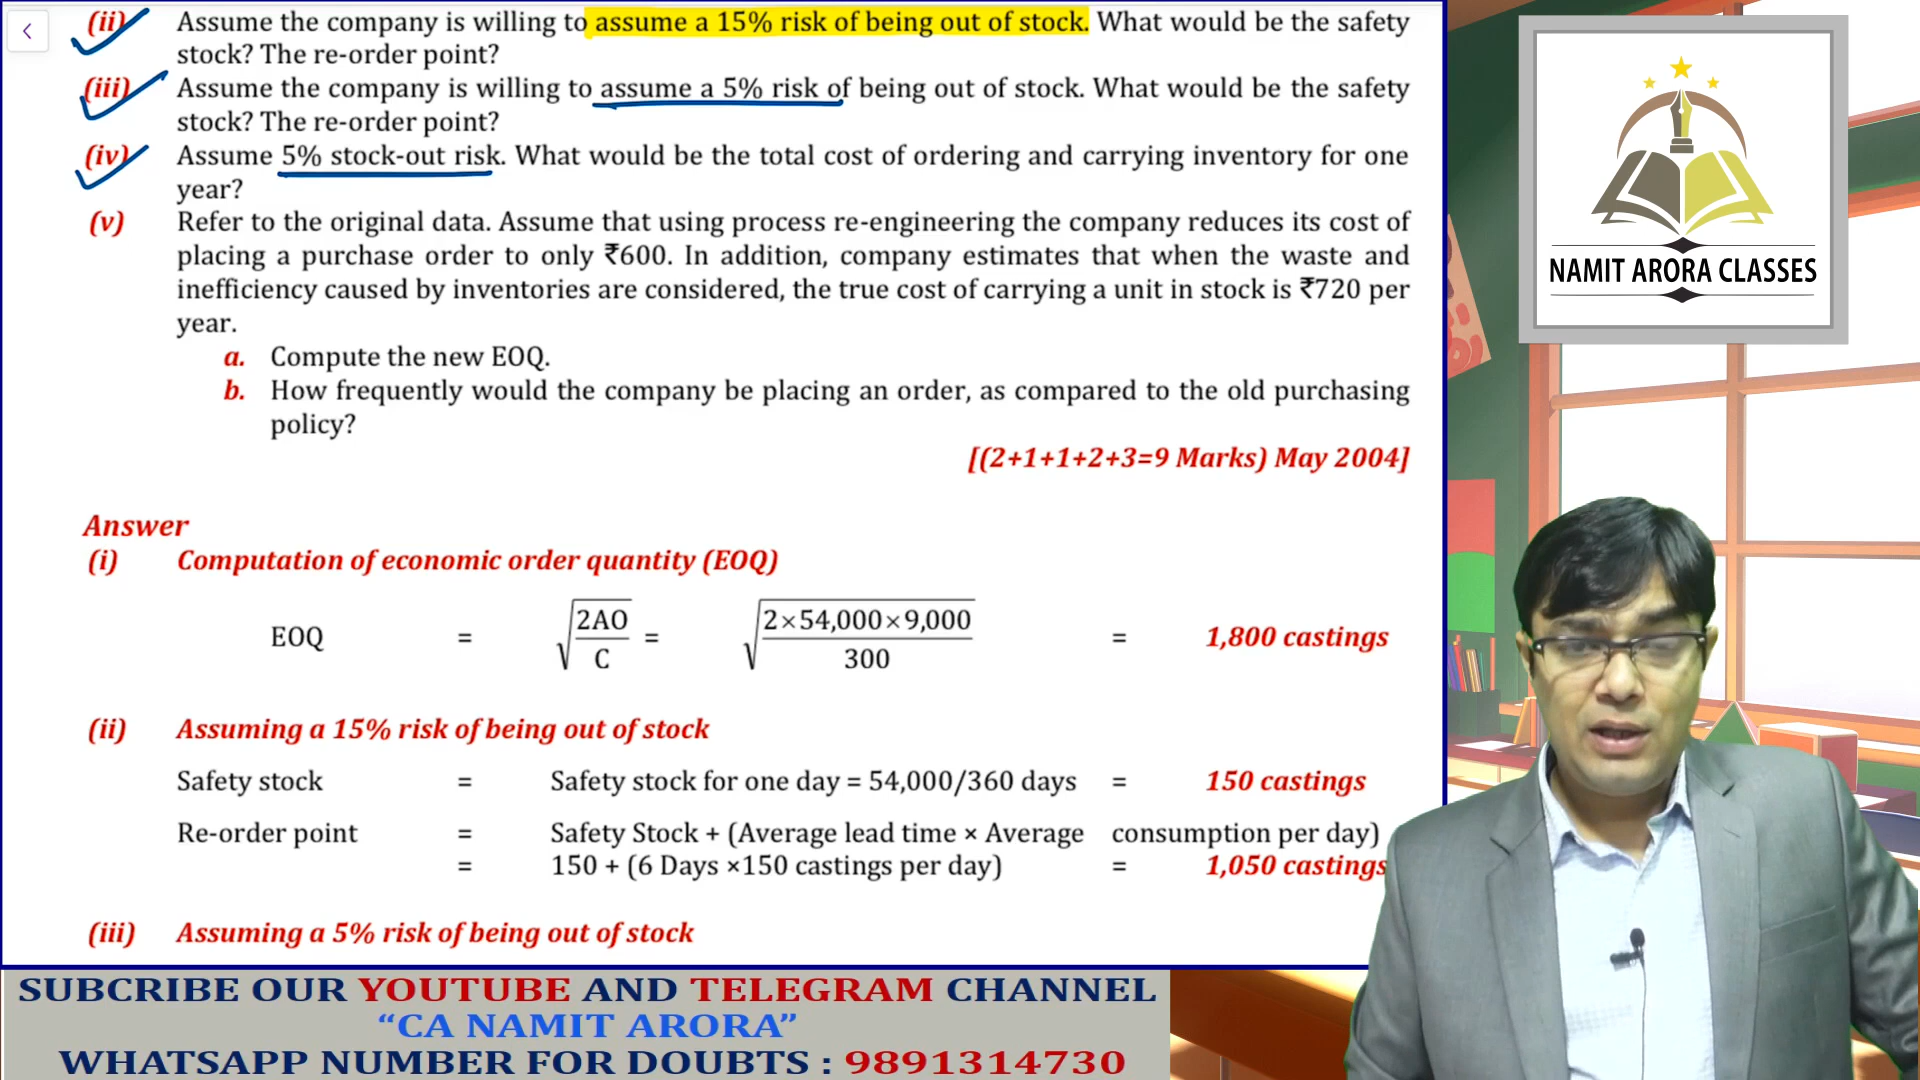 (ii) Assume the company is willing to assume a 15% risk of being out of stock. What would be the safety
stock? The re-order point?
(iii) Assume the company is willing to assume a 5% risk of being out of stock. What would be the safety
stock? The re-order point?
(iv) Assume 5% stock-out risk. What would be the total cost of ordering and carrying inventory for one
year?
(v) Refer to the original data. Assume that using process re-engineering the company reduces its cost of
placing a purchase order to only ₹600. In addition, company estimates that when the waste and
inefficiency caused by inventories are considered, the true cost of carrying a unit in stock is ₹720 per
year.
a. Compute the new EOQ.
b. How frequently would the company be placing an order, as compared to the old purchasing
policy?
[(2+1+1+2+3=9 Marks) May 2004]
Answer
(i) Computation of economic order quantity (EOQ)
EOQ = √(2AO/C) = √(2×54,000×9,000/300) = 1,800 castings
(ii) Assuming a 15% risk of being out of stock
Safety stock = Safety stock for one day = 54,000/360 days = 150 castings
Re-order point = Safety Stock + (Average lead time × Average consumption per day)
= 150 + (6 Days ×150 castings per day) = 1,050 castings
(iii) Assuming a 5% risk of being out of stock
NAMIT ARORA CLASSES
SUBCRIBE OUR YOUTUBE AND TELEGRAM CHANNEL
“CA NAMIT ARORA”
WHATSAPP NUMBER FOR DOUBTS : 9891314730